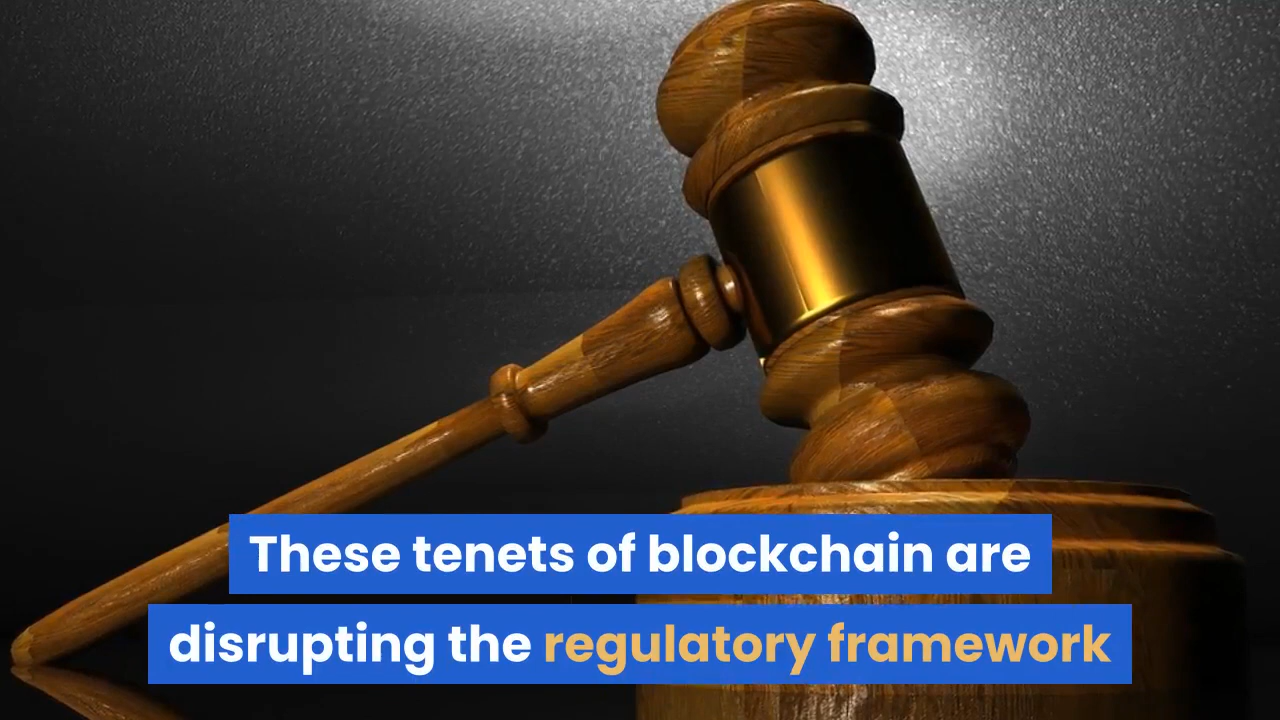 These tenets of blockchain are
disrupting the regulatory framework